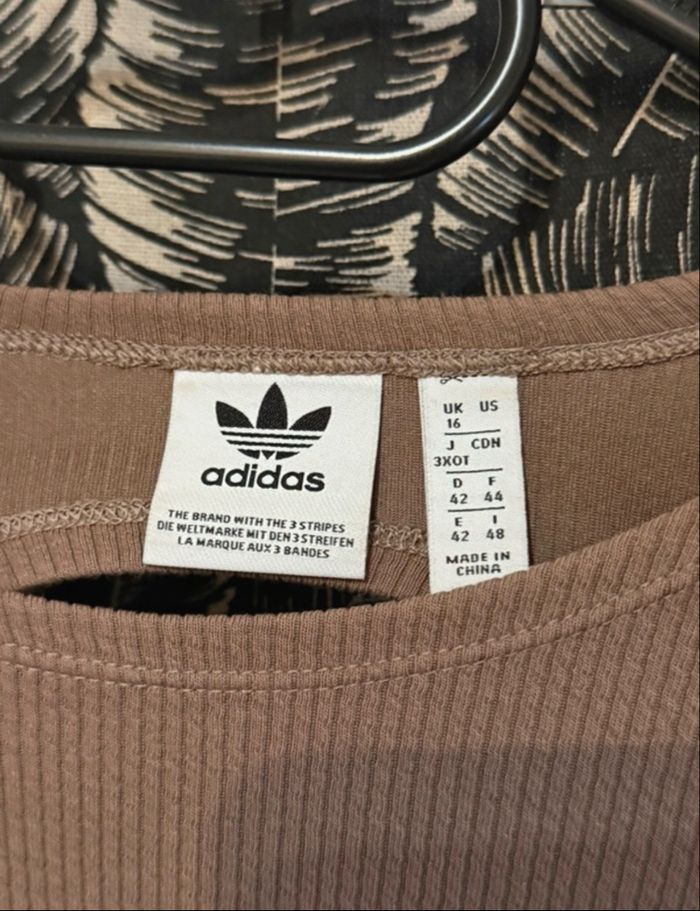 adidas
THE BRAND WITH THE 3 STRIPES
DIE WELTMARKE MIT DEN 3 STREIFEN
LA MARQUE AUX 3 BANDES
UK US
16
J CDN
3XOT
D F
42 44
E I
42 48
MADE IN
CHINA